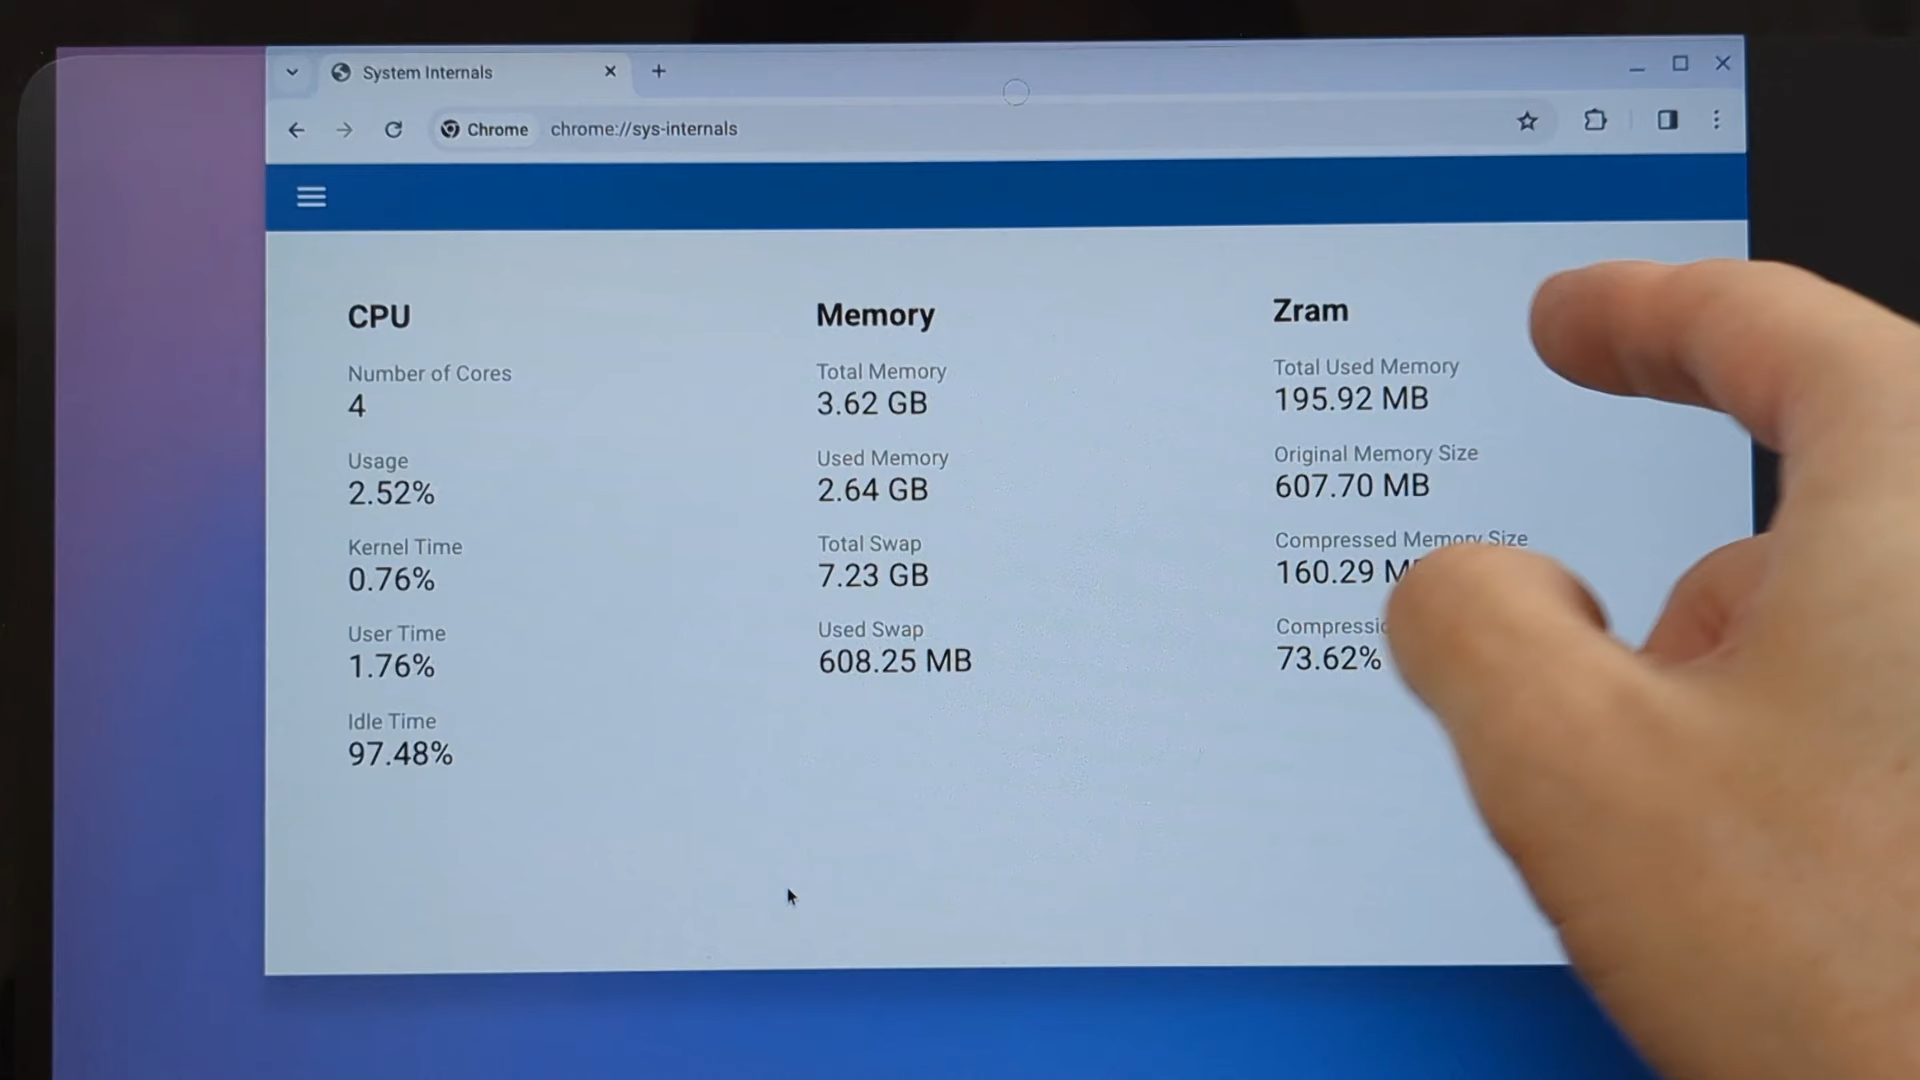 System Internals
Chrome chrome://sys-internals
CPU
Number of Cores
4
Usage
2.52%
Kernel Time
0.76%
User Time
1.76%
Idle Time
97.48%
Memory
Total Memory
3.62 GB
Used Memory
2.64 GB
Total Swap
7.23 GB
Used Swap
608.25 MB
Zram
Total Used Memory
195.92 MB
Original Memory Size
607.70 MB
Compressed Memory Size
160.29
73.62%